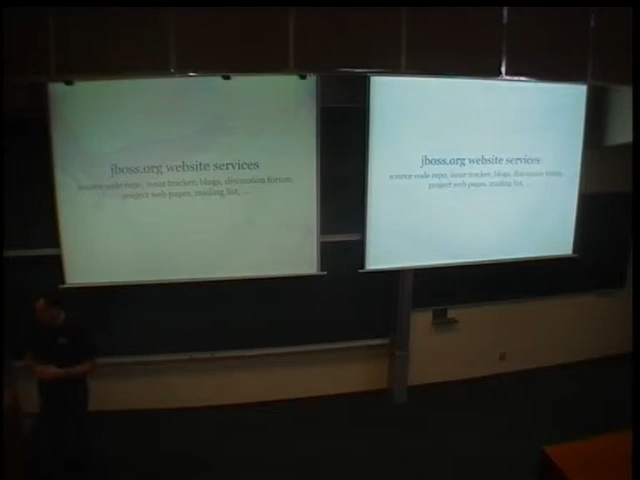 jboss.org website services
source code repo, issue tracker, blogs, discussion forum,
project web pages, mailing list, ...
jboss.org website services
source code repo, issue tracker, blogs, discussion forum,
project web pages, mailing list, ...